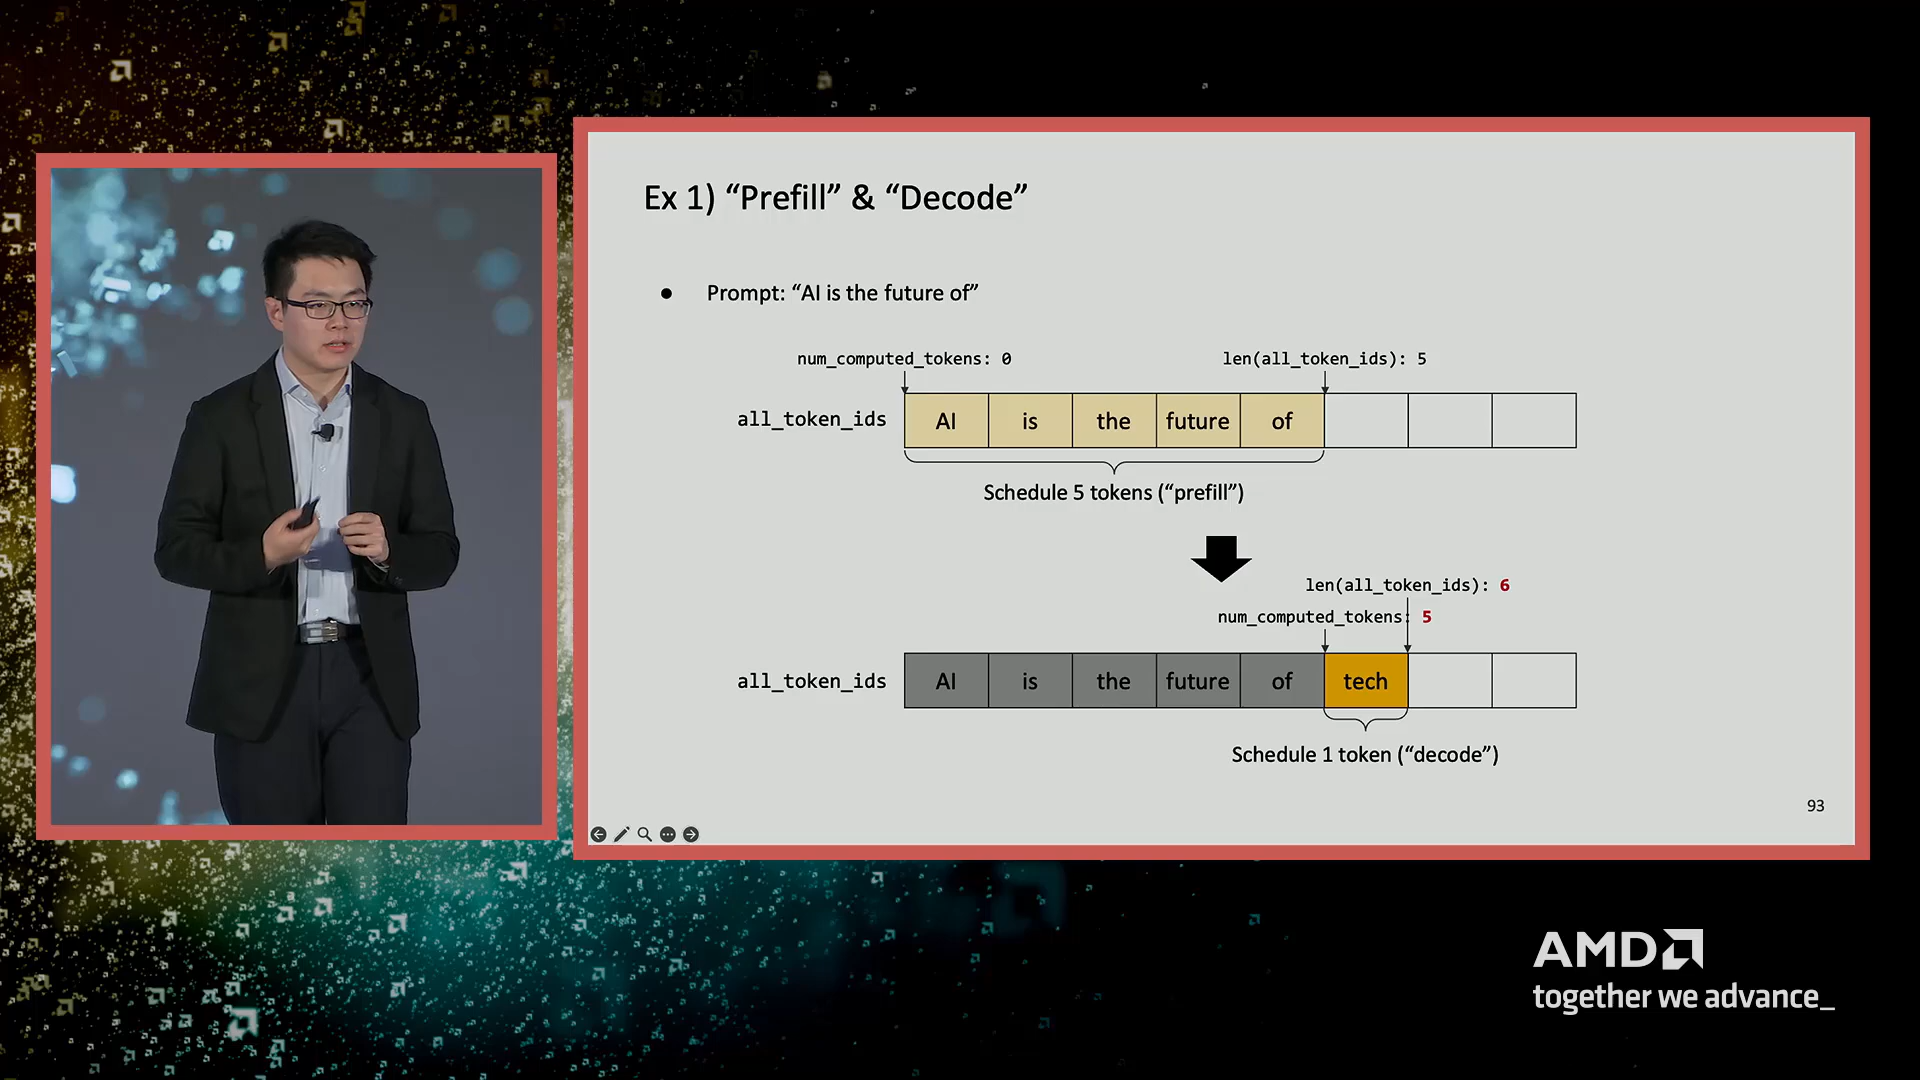 Ex 1) “Prefill” & “Decode”
● Prompt: “AI is the future of”
num_computed_tokens: 0
len(all_token_ids): 5
all_token_ids AI is the future of
Schedule 5 tokens (“prefill”)
len(all_token_ids): 6
num_computed_tokens: 5
all_token_ids AI is the future of tech
Schedule 1 token (“decode”)
93
AMD
together we advance_